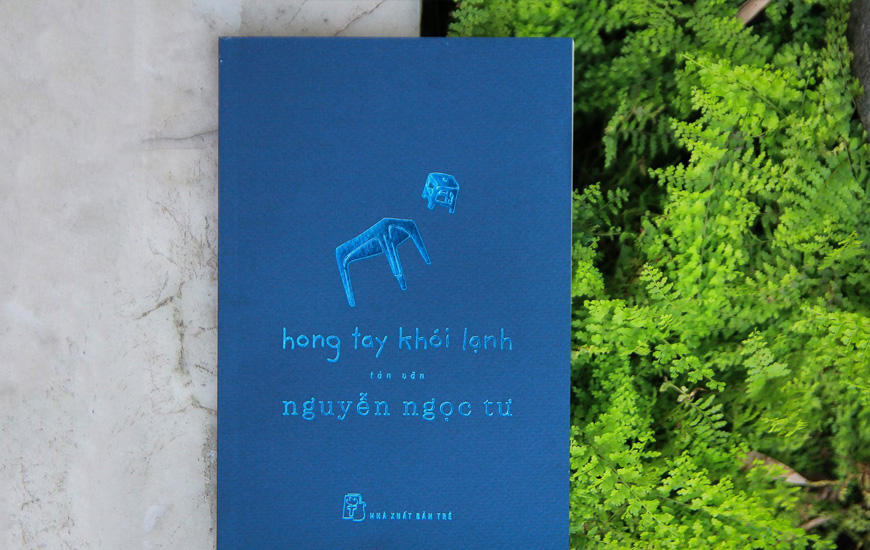 hong tay khói lạnh
tản văn
nguyễn ngọc tư
NHÀ XUẤT BẢN TRẺ